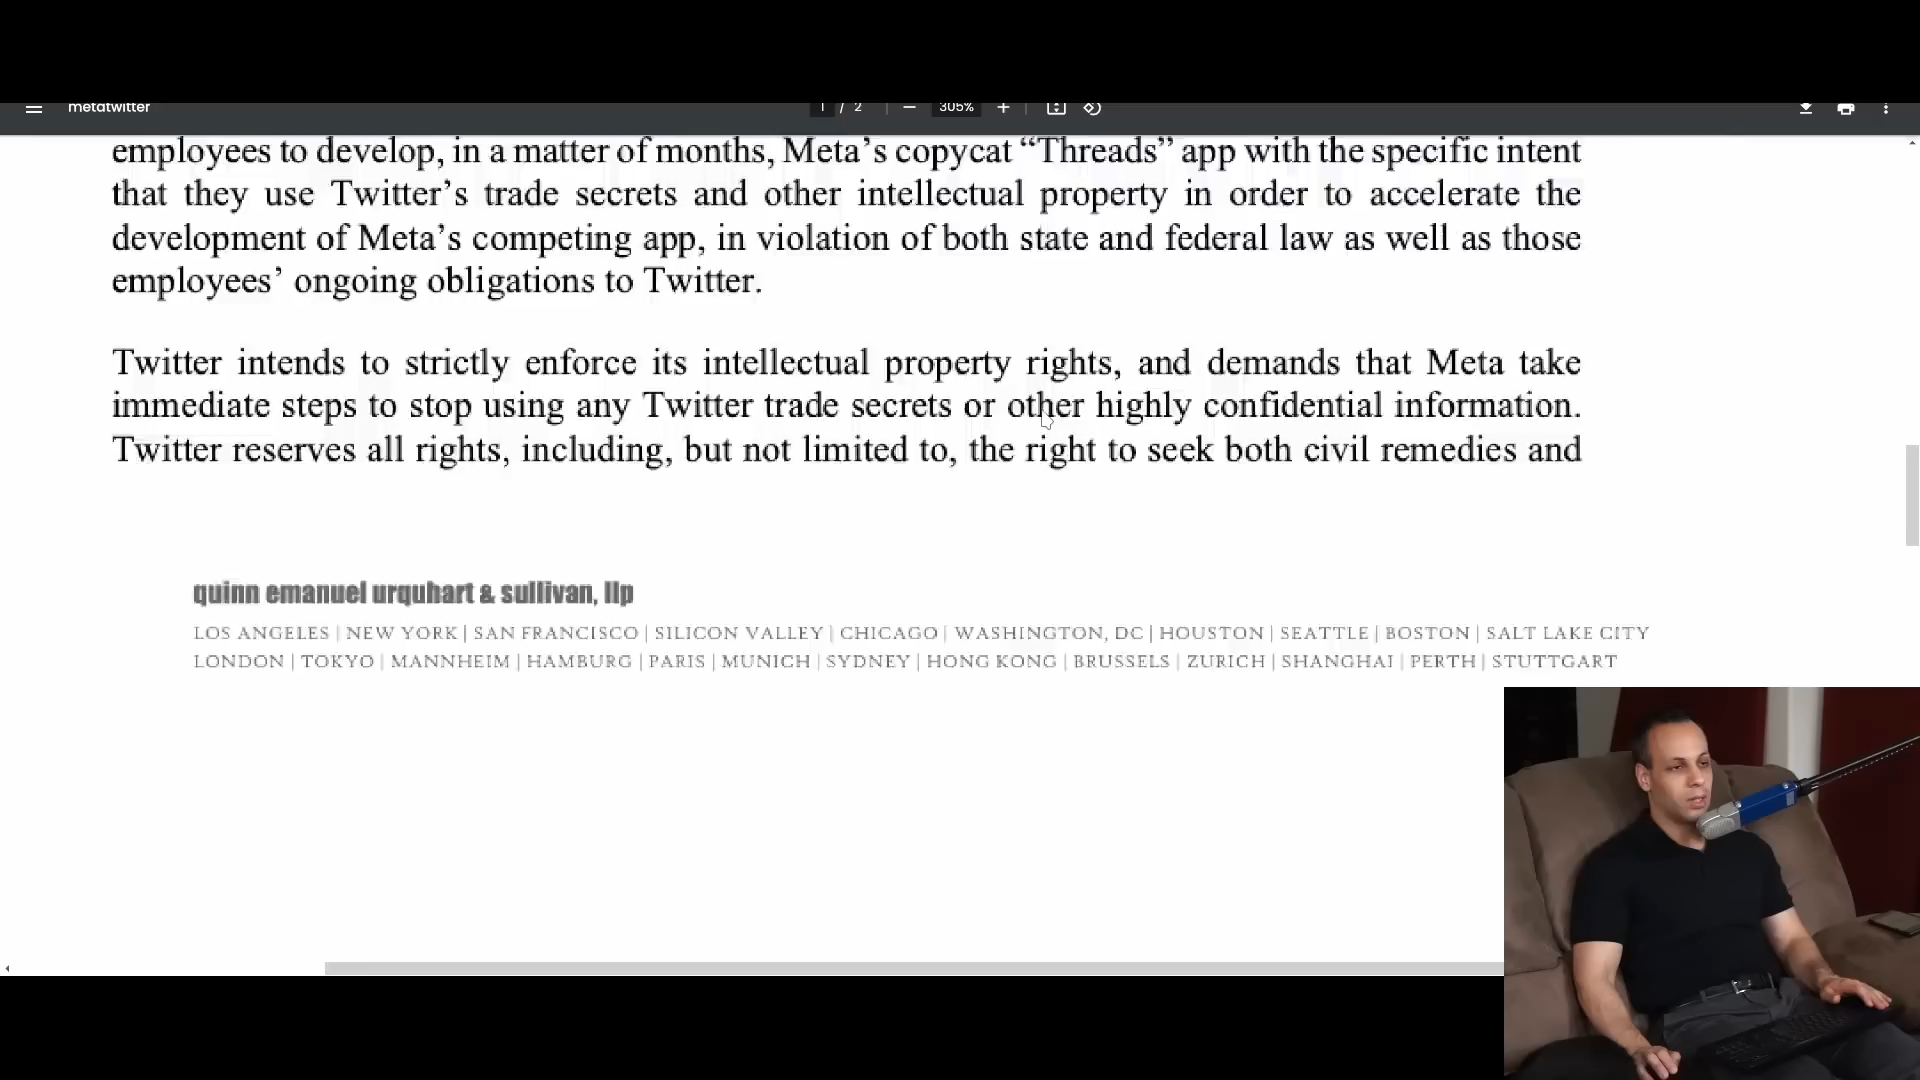 metatwitter
1 / 2
305%
employees to develop, in a matter of months, Meta’s copycat “Threads” app with the specific intent
that they use Twitter’s trade secrets and other intellectual property in order to accelerate the
development of Meta’s competing app, in violation of both state and federal law as well as those
employees’ ongoing obligations to Twitter.
Twitter intends to strictly enforce its intellectual property rights, and demands that Meta take
immediate steps to stop using any Twitter trade secrets or other highly confidential information.
Twitter reserves all rights, including, but not limited to, the right to seek both civil remedies and
quinn emanuel urquhart & sullivan, llp
LOS ANGELES | NEW YORK | SAN FRANCISCO | SILICON VALLEY | CHICAGO | WASHINGTON, DC | HOUSTON | SEATTLE | BOSTON | SALT LAKE CITY
LONDON | TOKYO | MANNHEIM | HAMBURG | PARIS | MUNICH | SYDNEY | HONG KONG | BRUSSELS | ZURICH | SHANGHAI | PERTH | STUTTGART